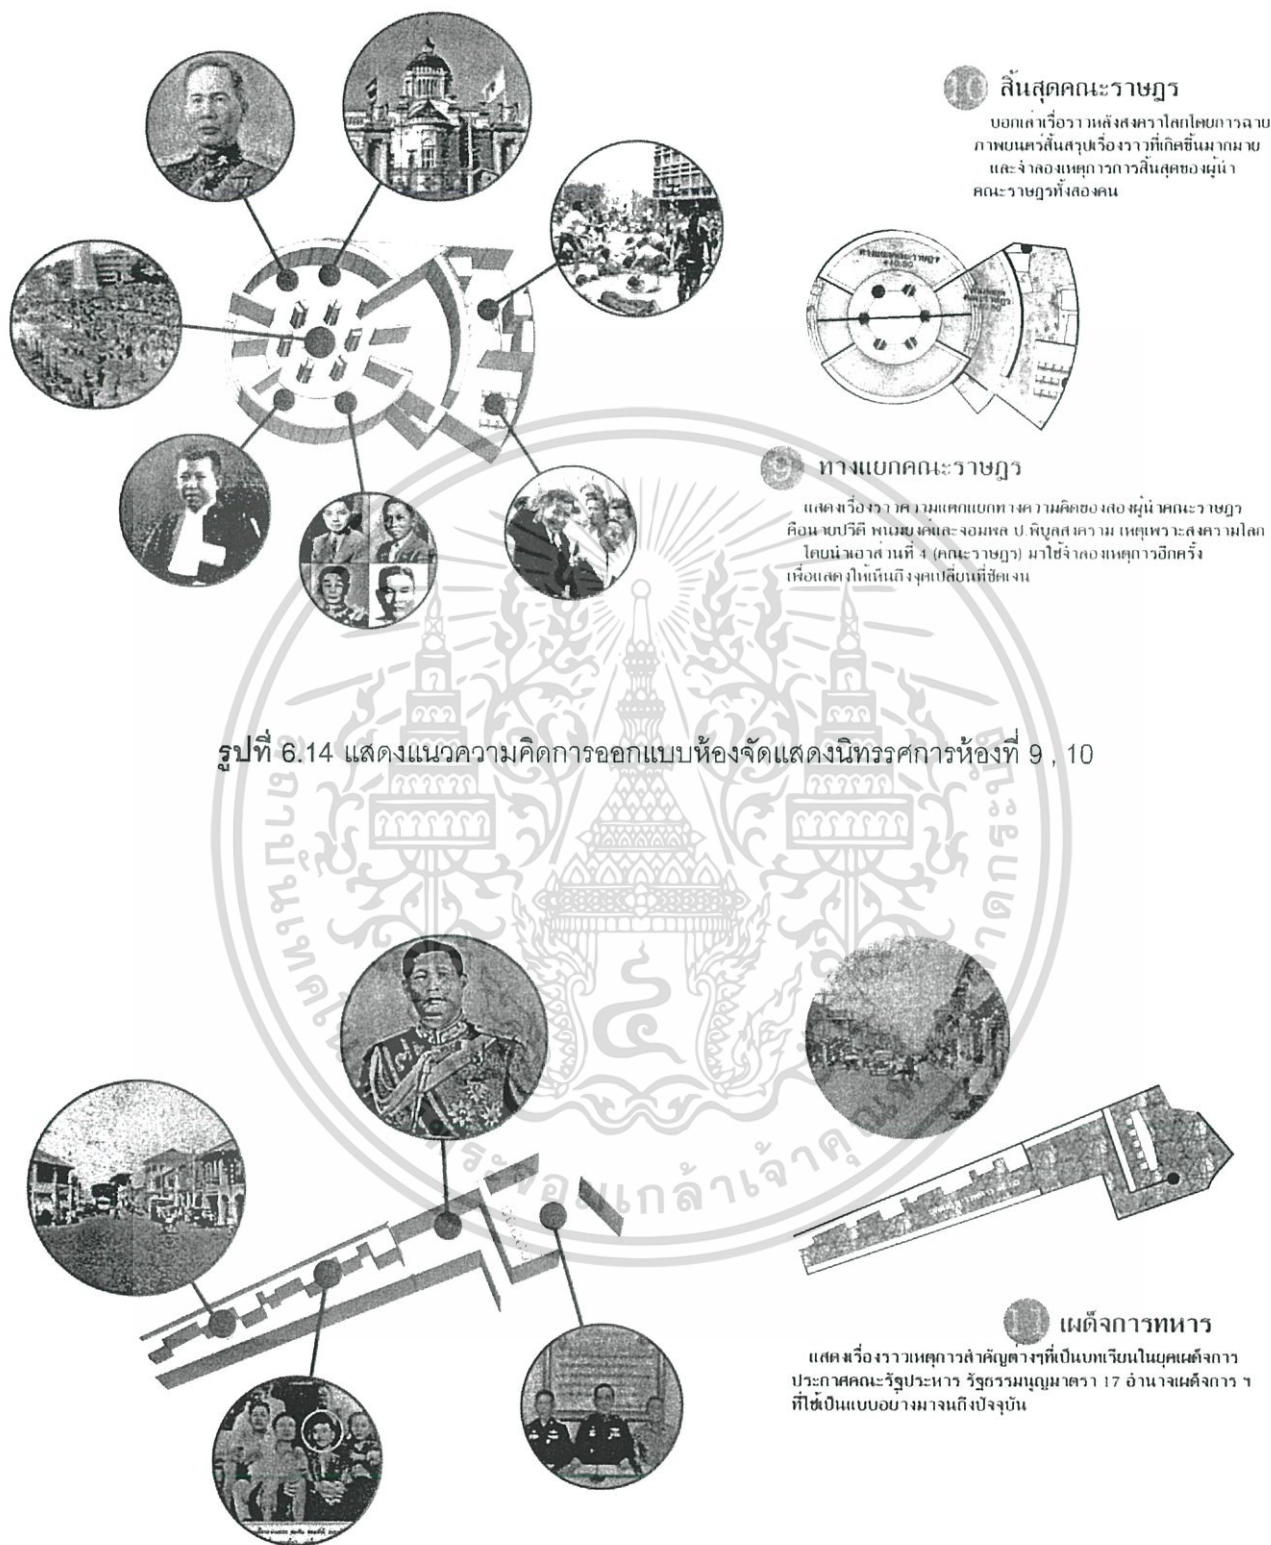 10 สิ้นสุดคณะราษฎร
บอกเล่าเรื่องราวหลังสงคราโลกโดยการฉาย
ภาพยนตร์สั้นสรุปเรื่องราวที่เกิดขึ้นมากมาย
และจำลองเหตุการการสิ้นสุดของผู้นำ
คณะราษฎรทั้งสองคน
ทางแยกคณะราษฎร
9 ทางแยกคณะราษฎร
แสดงเรื่องราวความแตกแยกทางความคิดของสองผู้นำคณะราษฎร
คือนายปรีดี พนมยงค์และจอมพล ป.พิบูลสงคราม เหตุเพราะสงครามโลก
โดยนำเอาส่วนที่ 4 (คณะราษฎร) มาใช้จำลองเหตุการอีกครั้ง
เพื่อแสดงให้เห็นถึงจุดเปลี่ยนที่ชัดเจน
รูปที่ 6.14 แสดงแนวความคิดการออกแบบห้องจัดแสดงนิทรรศการห้องที่ 9 , 10
11 เผด็จการทหาร
แสดงเรื่องราวเหตุการสำคัญต่างๆที่เป็นบทเรียนในยุคเผด็จการ
ประกาศคณะรัฐประหาร รัฐธรรมนูญมาตรา 17 อำนาจเผด็จการ ฯ
ที่ใช้เป็นแบบอย่างมาจนถึงปัจจุบัน